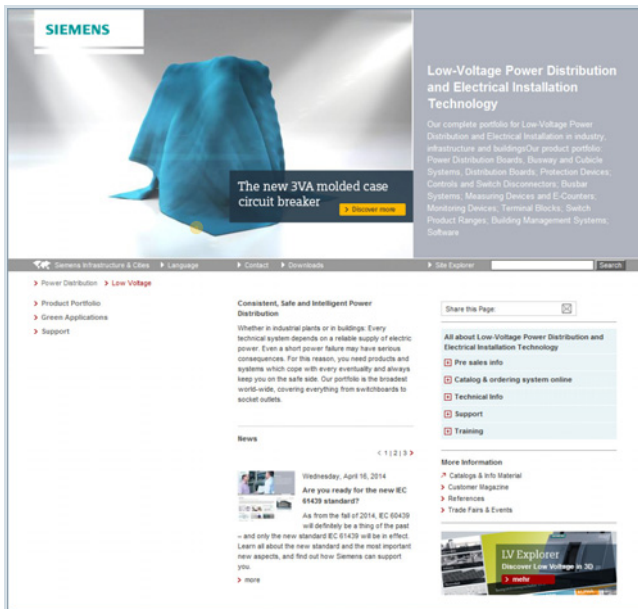 SIEMENS
Low-Voltage Power Distribution
and Electrical Installation
Technology
Our complete portfolio for Low-Voltage Power
Distribution and Electrical Installation in industry,
infrastructure and buildingsOur product portfolio:
Power Distribution Boards, Busway and Cubicle
Systems, Distribution Boards; Protection Devices;
Controls and Switch Disconnectors; Busbar
Systems; Measuring Devices and E-Counters;
Monitoring Devices; Terminal Blocks; Switch
Product Ranges; Building Management Systems;
Software
The new 3VA molded case
circuit breaker
Discover more
Siemens Infrastructure & Cities Language Contact Downloads Site Explorer Search
Power Distribution Low Voltage
Product Portfolio
Green Applications
Support
Consistent, Safe and Intelligent Power
Distribution
Whether in industrial plants or in buildings: Every
technical system depends on a reliable supply of electric
power. Even a short power failure may have serious
consequences. For this reason, you need products and
systems which cope with every eventuality and always
keep you on the safe side. Our portfolio is the broadest
world-wide, covering everything from switchboards to
socket outlets.
News
< 1 | 2 | 3 >
Wednesday, April 16, 2014
Are you ready for the new IEC
61439 standard?
As from the fall of 2014, IEC 60439
will definitely be a thing of the past
– and only the new standard IEC 61439 will be in effect.
Learn all about the new standard and the most important
new aspects, and find out how Siemens can support
you.
more
Share this Page:
All about Low-Voltage Power Distribution and
Electrical Installation Technology
Pre sales info
Catalog & ordering system online
Technical Info
Support
Training
More Information
Catalogs & Info Material
Customer Magazine
References
Trade Fairs & Events
LV Explorer
Discover Low Voltage in 3D
mehr